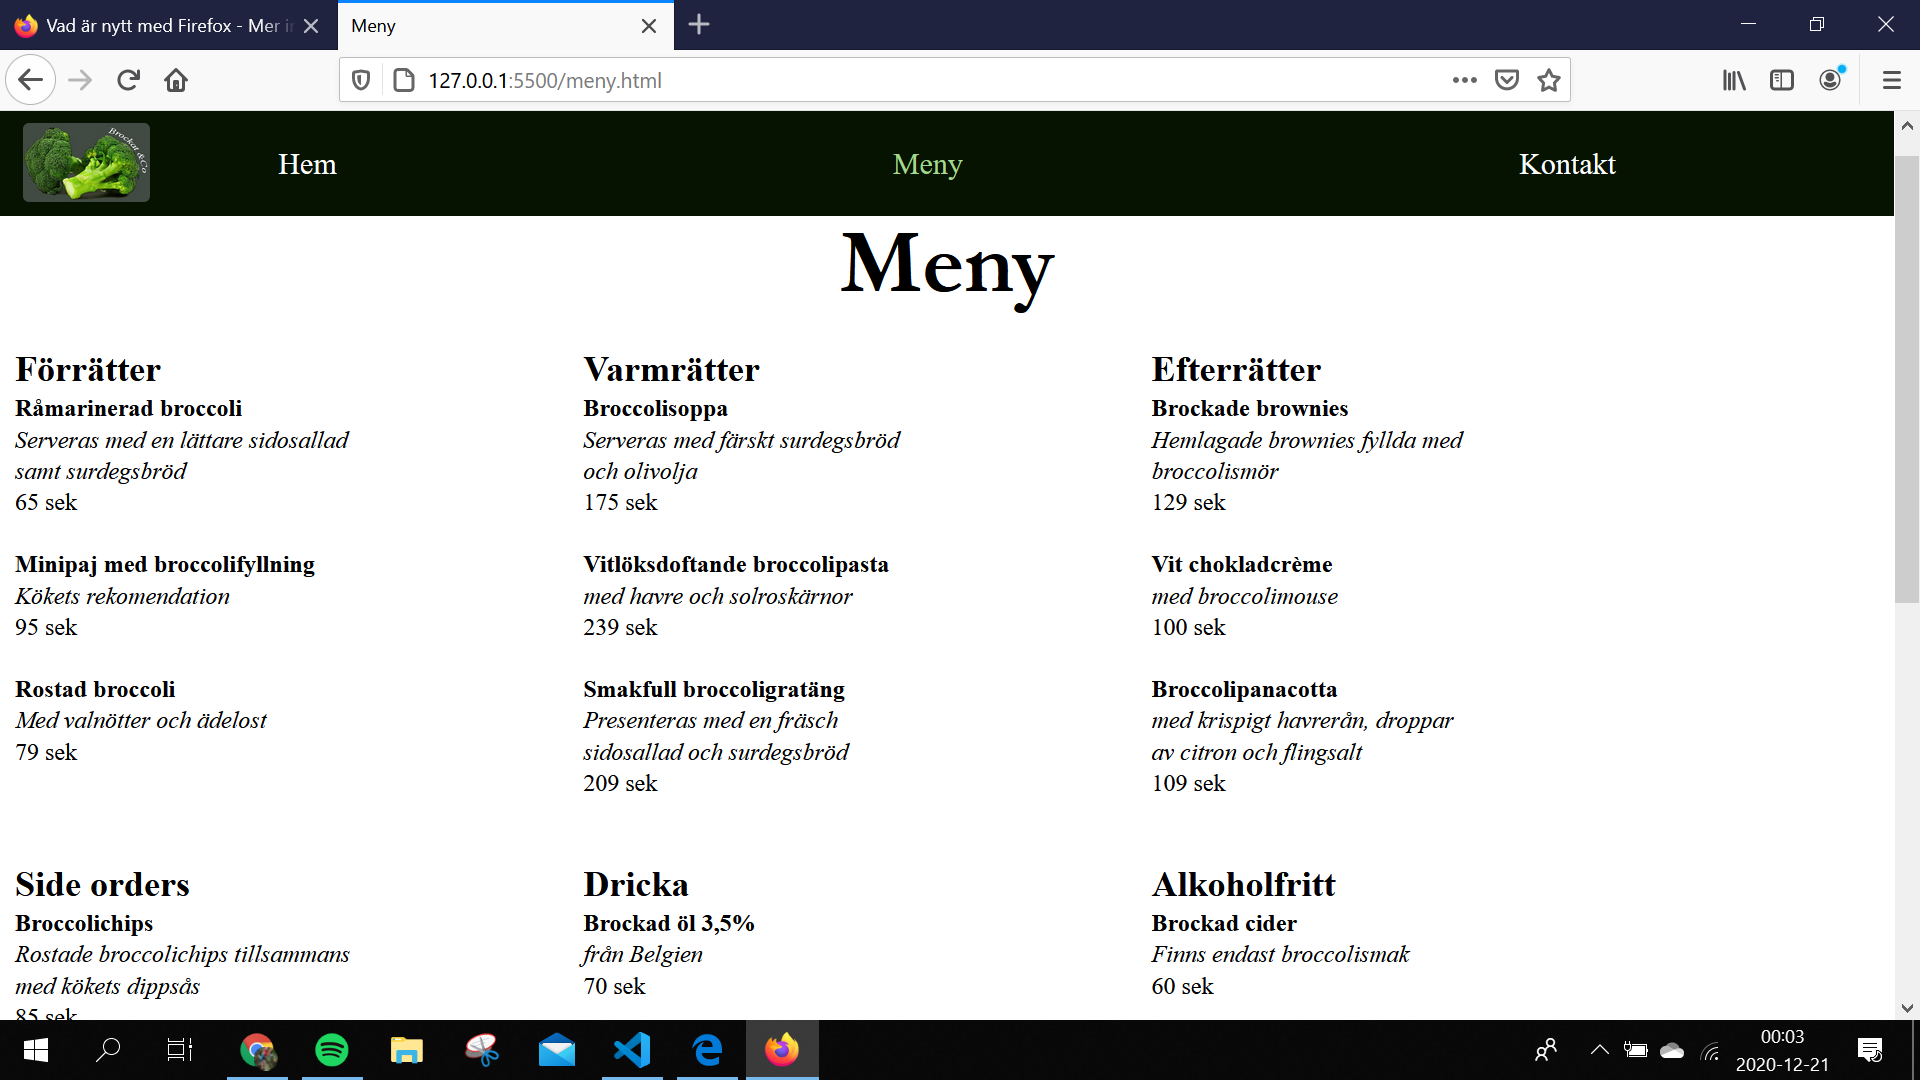 Vad är nytt med Firefox - Mer in
Meny
127.0.0.1:5500/meny.html
Brockat & Co
Hem
Meny
Kontakt
Meny
Förrätter
Råmarinerad broccoli
Serveras med en lättare sidosallad
samt surdegsbröd
65 sek
Minipaj med broccolifyllning
Kökets rekomendation
95 sek
Rostad broccoli
Med valnötter och ädelost
79 sek
Varmrätter
Broccolisoppa
Serveras med färskt surdegsbröd
och olivolja
175 sek
Vitlöksdoftande broccolipasta
med havre och solroskärnor
239 sek
Smakfull broccoligratäng
Presenteras med en fräsch
sidosallad och surdegsbröd
209 sek
Efterrätter
Brockade brownies
Hemlagade brownies fyllda med
broccolismör
129 sek
Vit chokladcrème
med broccolimouse
100 sek
Broccolipanacotta
med krispigt havrerån, droppar
av citron och flingsalt
109 sek
Side orders
Broccolichips
Rostade broccolichips tillsammans
med kökets dippsås
85 sek
Dricka
Brockad öl 3,5%
från Belgien
70 sek
Alkoholfritt
Brockad cider
Finns endast broccolismak
60 sek
00:03
2020-12-21